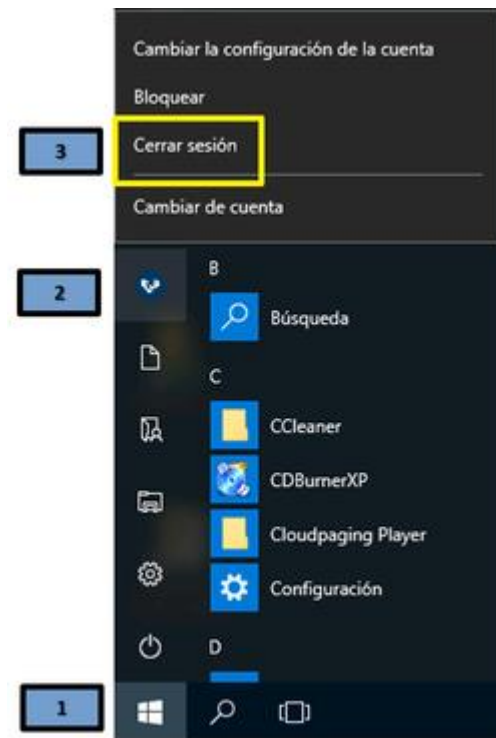 Cambiar la configuración de la cuenta
Bloquear
3
Cerrar sesión
Cambiar de cuenta
2
B
Búsqueda
C
CCleaner
CDBurnerXP
Cloudpaging Player
Configuración
D
1